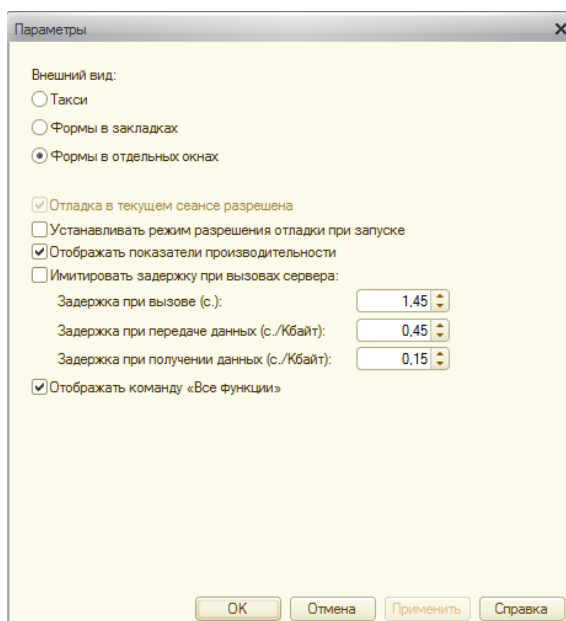 Параметры
Внешний вид:
Такси
Формы в закладках
Формы в отдельных окнах
Отладка в текущем сеансе разрешена
Устанавливать режим разрешения отладки при запуске
Отображать показатели производительности
Имитировать задержку при вызовах сервера:
Задержка при вызове (с.): 1,45
Задержка при передаче данных (с./Кбайт): 0,45
Задержка при получении данных (с./Кбайт): 0,15
Отображать команду «Все функции»
ОК Отмена Применить Справка